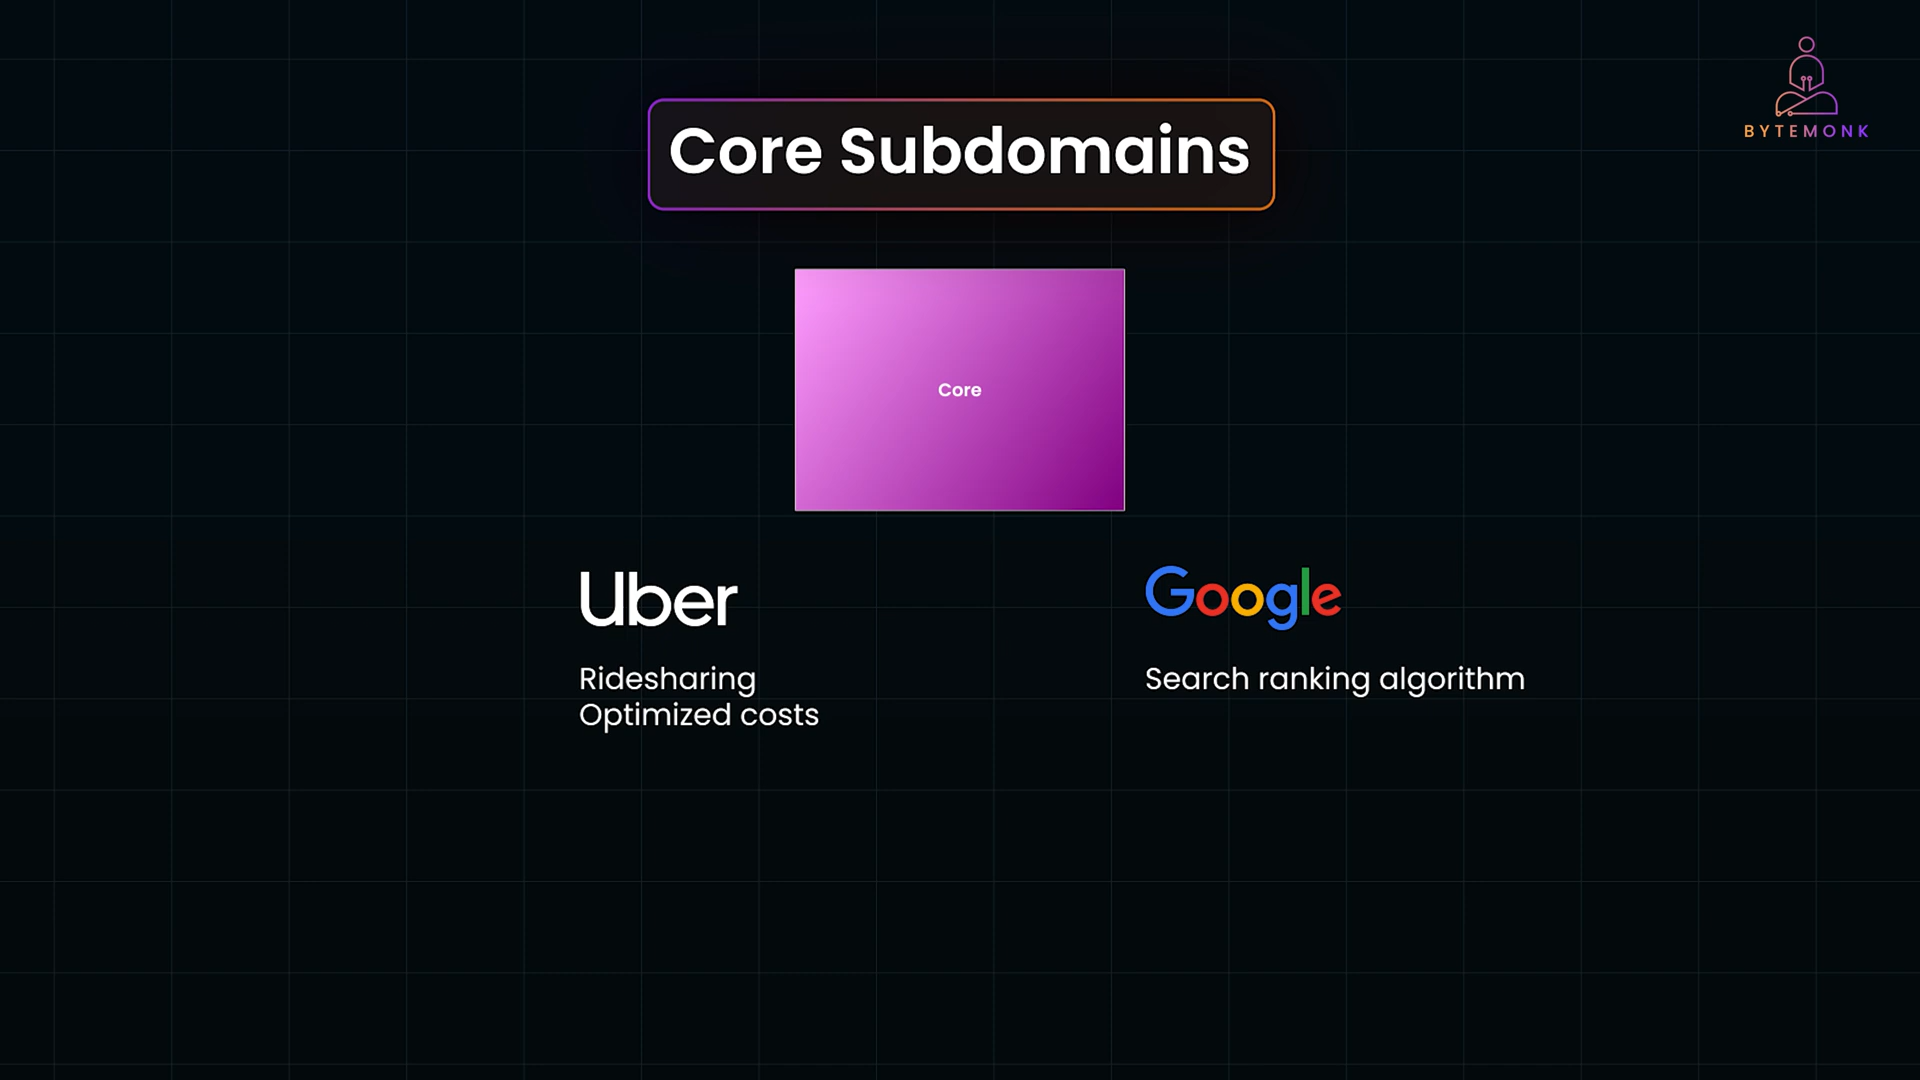 BYTEMONK
Core Subdomains
Core
Uber
Google
Ridesharing
Optimized costs
Search ranking algorithm